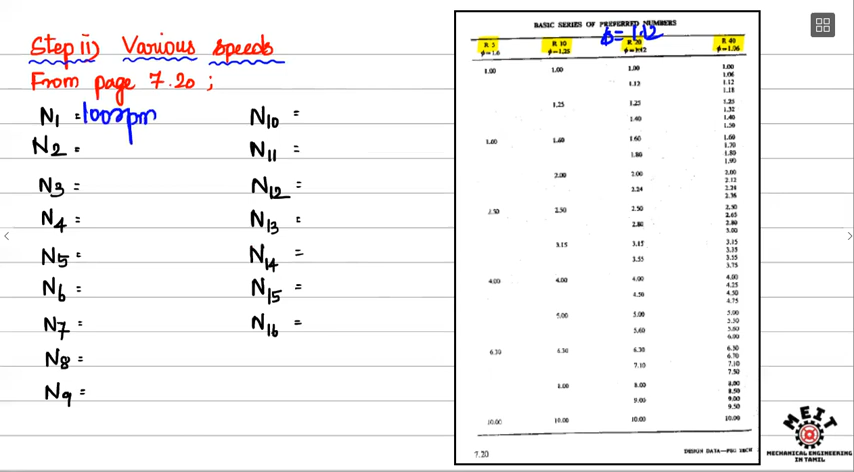 Step ii) Various speeds
From page 7.20 ;
N1 = 100rpm N10 =
N2 = N11 =
N3 = N12 =
N4 = N13 =
N5 = N14 =
N6 = N15 =
N7 = N16 =
N8 =
N9 =
BASIC SERIES OF PREFERRED NUMBERS
ϕ = 1.12
R 5 R 10 R 20 R 40
ϕ=1.6 ϕ=1.25 ϕ=1.12 ϕ=1.06
1.00 1.00 1.00 1.00
1.06
1.12 1.12
1.18
1.25 1.25 1.25
1.32
1.40 1.40
1.50
1.60 1.60 1.60
1.70
1.80 1.80
1.90
2.00 2.00 2.00
2.12
2.24 2.24
2.36
2.50 2.50 2.50 2.50
2.65
2.80 2.80
3.00
3.15 3.15 3.15
3.55 3.55
3.75
4.00 4.00 4.00 4.00
4.25
4.50 4.50
4.75
5.00 5.00 5.00
5.30
5.60 5.60
6.00
6.30 6.30 6.30 6.30
6.70
7.10 7.10
7.50
8.00 8.00 8.00
8.50
9.00 9.00
9.50
10.00 10.00 10.00 10.00
7.20 DESIGN DATA—PSG TECH
MEIT
MECHANICAL ENGINEERING
IN TAMIL